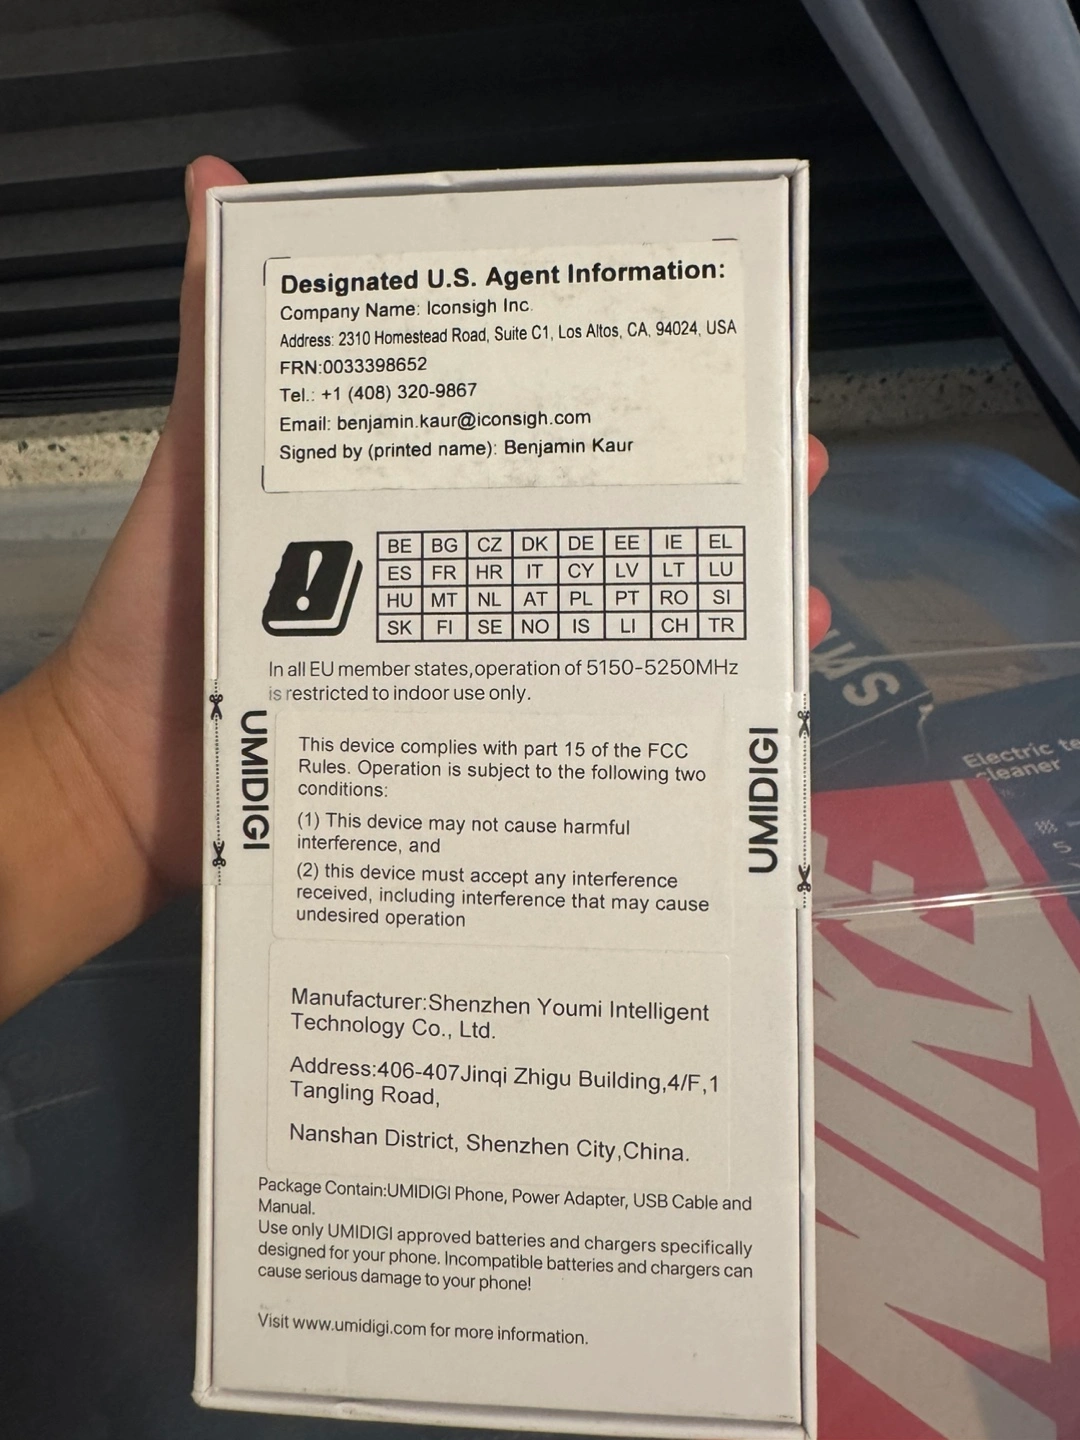 Designated U.S. Agent Information:
Company Name: Iconsigh Inc.
Address: 2310 Homestead Road, Suite C1, Los Altos, CA, 94024, USA
FRN:0033398652
Tel.: +1 (408) 320-9867
Email: benjamin.kaur@iconsigh.com
Signed by (printed name): Benjamin Kaur
BE BG CZ DK DE EE IE EL
ES FR HR IT CY LV LT LU
HU MT NL AT PL PT RO SI
SK FI SE NO IS LI CH TR
In all EU member states,operation of 5150-5250MHz
is restricted to indoor use only.
UMIDIGI
UMIDIGI
This device complies with part 15 of the FCC
Rules. Operation is subject to the following two
conditions:
(1) This device may not cause harmful
interference, and
(2) this device must accept any interference
received, including interference that may cause
undesired operation
Manufacturer:Shenzhen Youmi Intelligent
Technology Co., Ltd.
Address:406-407Jinqi Zhigu Building,4/F,1
Tangling Road,
Nanshan District, Shenzhen City,China.
Package Contain:UMIDIGI Phone, Power Adapter, USB Cable and
Manual.
Use only UMIDIGI approved batteries and chargers specifically
designed for your phone. Incompatible batteries and chargers can
cause serious damage to your phone!
Visit www.umidigi.com for more information.
Electric
cleaner